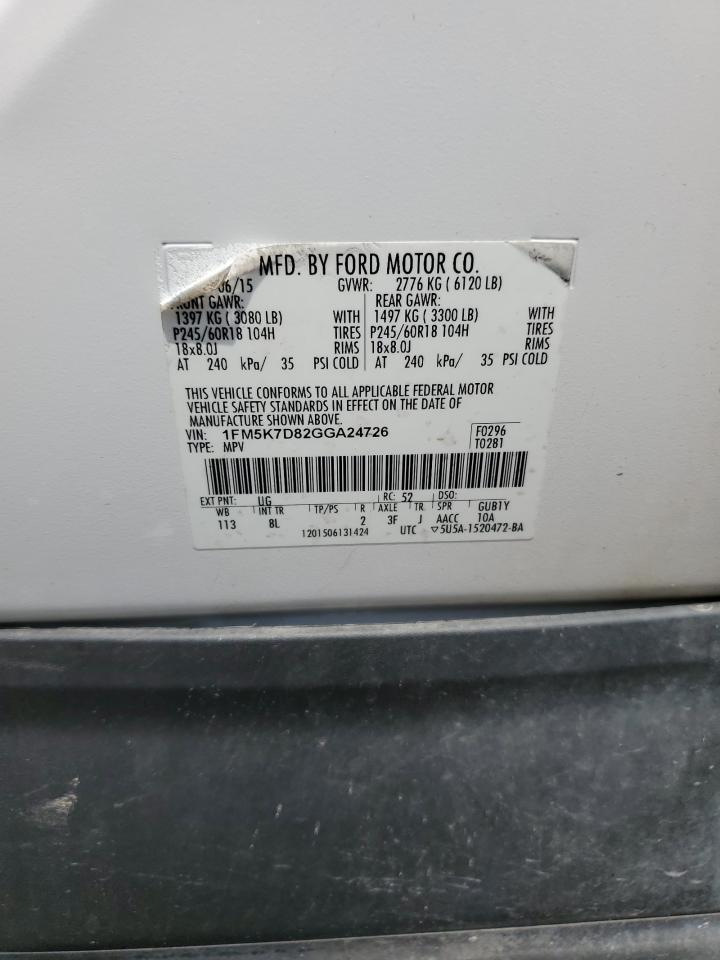 MFD. BY FORD MOTOR CO.
06/15 GVWR: 2776 KG ( 6120 LB)
FRONT GAWR: REAR GAWR:
1397 KG ( 3080 LB) WITH 1497 KG ( 3300 LB) WITH
P245/60R18 104H TIRES P245/60R18 104H TIRES
18x8.0J RIMS 18x8.0J RIMS
AT 240 kPa/ 35 PSI COLD AT 240 kPa/ 35 PSI COLD
THIS VEHICLE CONFORMS TO ALL APPLICABLE FEDERAL MOTOR
VEHICLE SAFETY STANDARDS IN EFFECT ON THE DATE OF
MANUFACTURE SHOWN ABOVE.
VIN: 1FM5K7D82GGA24726 F0296
TYPE: MPV T0281
EXT PNT: UG RC: 52 DSO:
WB INT TR TP/PS R AXLE TR SPR GUB1Y
113 8L 2 3F J AACC 10A
1201506131424 UTC ▽5U5A-1520472-BA